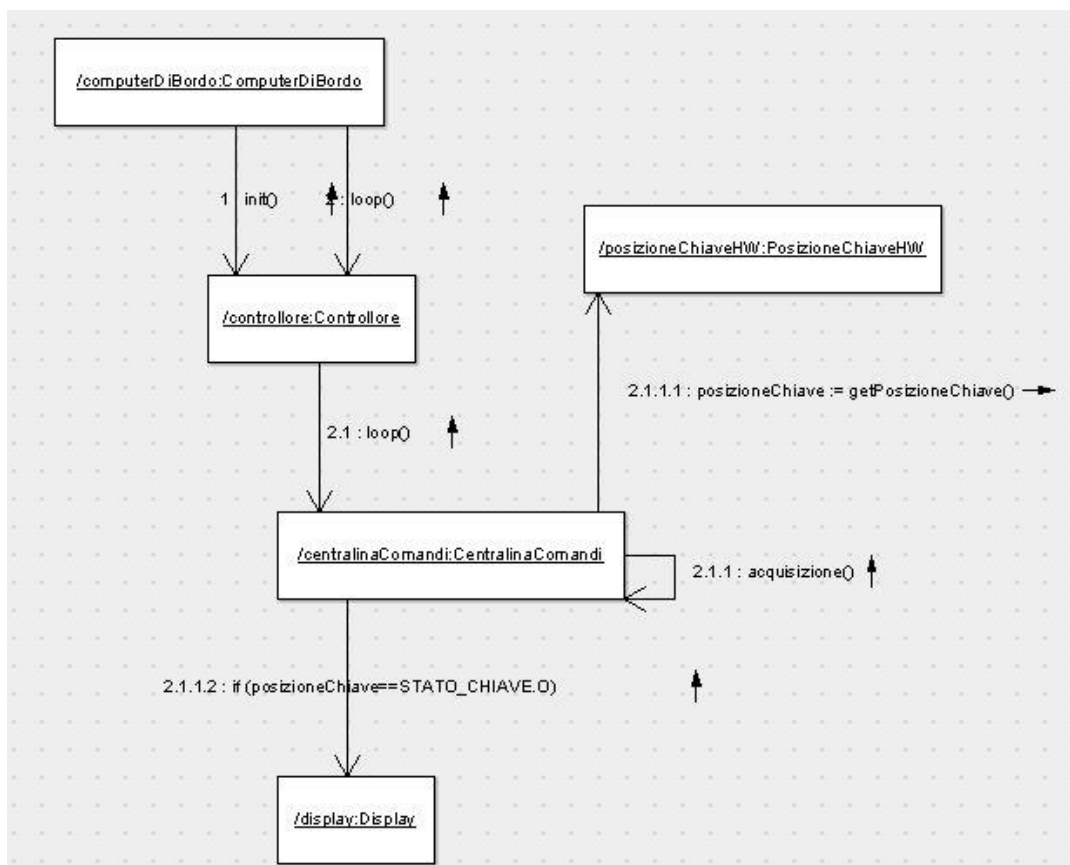 /computerDiBordo:ComputerDiBordo
1 : init()
2 : loop()
/posizioneChiaveHW:PosizioneChiaveHW
/controllore:Controllore
2.1.1.1 : posizioneChiave := getPosizioneChiave()
2.1 : loop()
/centralinaComandi:CentralinaComandi
2.1.1 : acquisizione()
2.1.1.2 : if (posizioneChiave==STATO_CHIAVE.O)
/display:Display